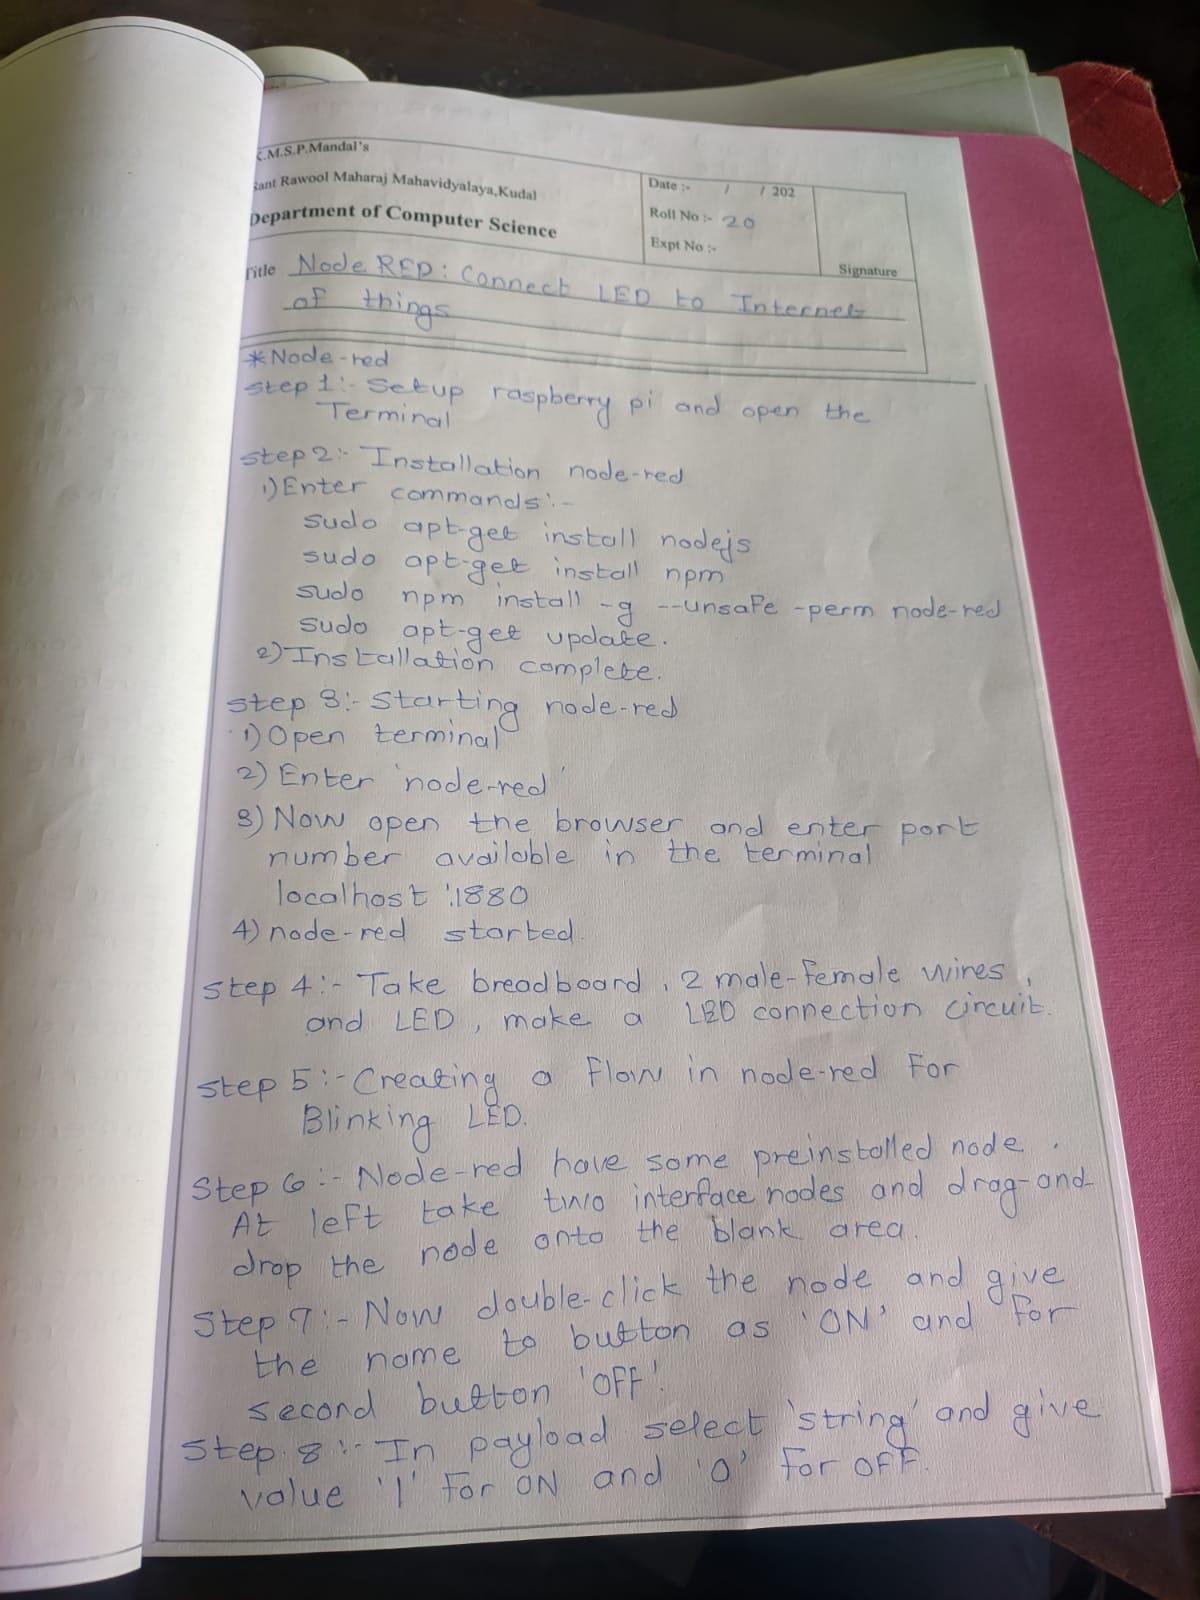 K.M.S.P.Mandal's
Sant Rawool Maharaj Mahavidyalaya,Kudal
Department of Computer Science
Date :- / / 202
Roll No :- 20
Expt No :-
Signature
Title Node RED : Connect LED to Internet
of things
*Node-red
Step 1:- Setup raspberry pi and open the
Terminal
Step 2:- Installation node-red
1) Enter commands:-
sudo apt-get install nodejs
sudo apt-get install npm
sudo npm install -g --unsafe -perm node-red
sudo apt-get update.
2) Installation complete.
Step 3:- Starting node-red
1) Open terminal
2) Enter 'node-red'
3) Now open the browser and enter port
number available in the terminal
localhost :1880
4) node-red started.
Step 4:- Take breadboard, 2 male-female wires,
and LED, make a LED connection circuit.
Step 5:- Creating a flow in node-red for
Blinking LED.
Step 6:- Node-red have some preinstalled node.
At left take two interface nodes and drag-and-
drop the node onto the blank area.
Step 7:- Now double-click the node and give
the name to button as 'ON' and for
second button 'OFF'.
Step 8:- In payload select 'string' and give
value '1' for ON and '0' for OFF.